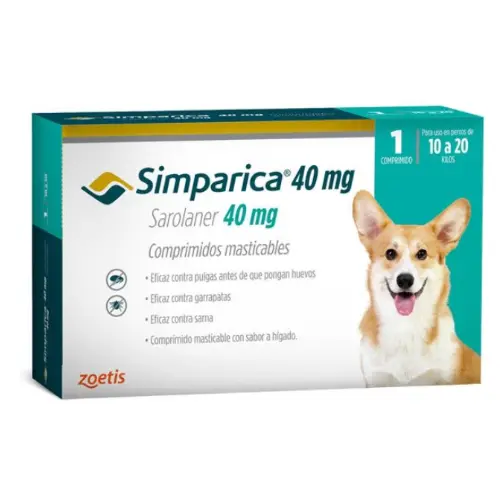 Simparica® 40 mg
Sarolaner 40 mg
Comprimidos masticables
• Eficaz contra pulgas antes de que pongan huevos
• Eficaz contra garrapatas
• Eficaz contra sarna
• Comprimido masticable con sabor a hígado.
zoetis
1
COMPRIMIDO
Para uso en perros de
10 a 20
KILOS